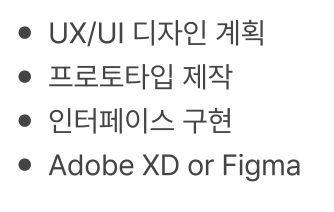 • UX/UI 디자인 계획
• 프로토타입 제작
• 인터페이스 구현
• Adobe XD or Figma